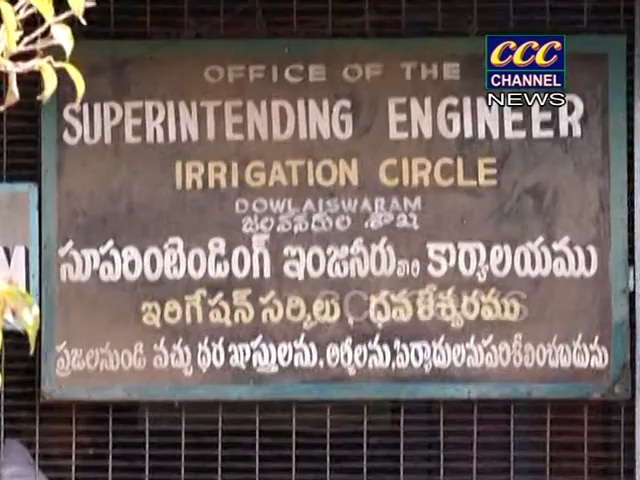 CCC
CHANNEL
NEWS
OFFICE OF THE
SUPERINTENDING ENGINEER
IRRIGATION CIRCLE
DOWLAISWARAM
జలవనరుల శాఖ
సూపరింటెండింగ్ ఇంజనీరు వారి కార్యాలయము
ఇరిగేషన్ సర్కిలు, ధవళేశ్వరము
ప్రజలనుండి వచ్చు ధర ఖాస్తులను, అర్జీలను, ఫిర్యాదులను పరిశీలించబడును
M